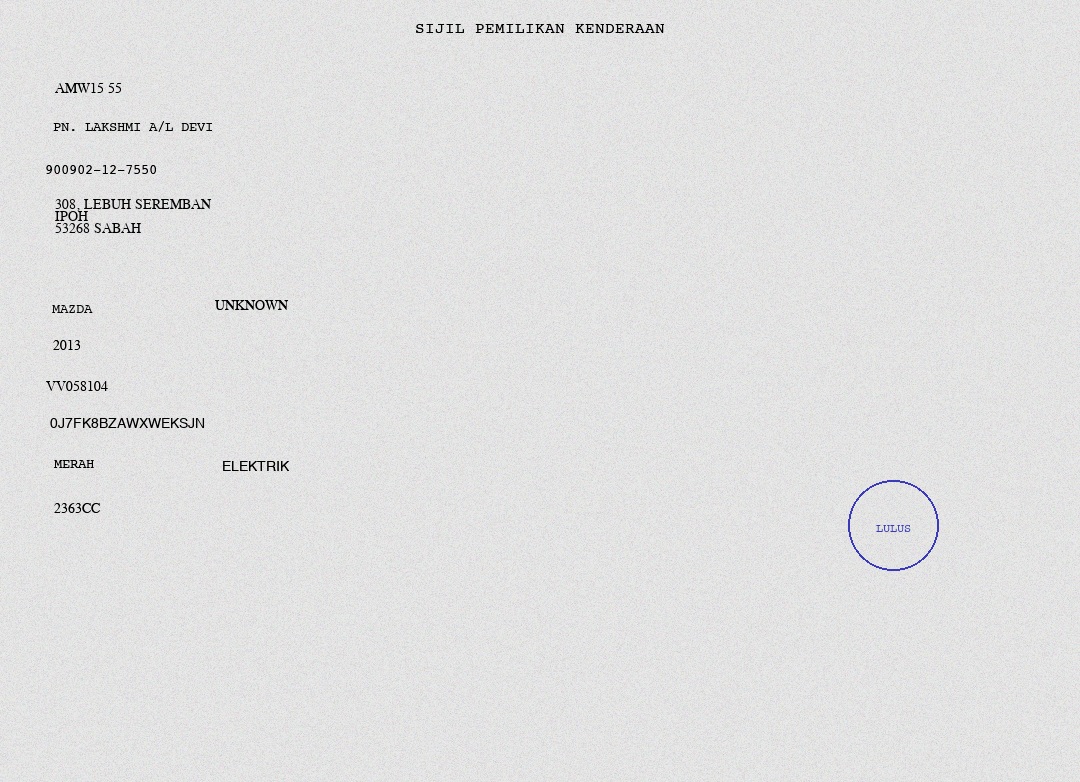 SIJIL PEMILIKAN KENDERAAN
AMW15 55
PN. LAKSHMI A/L DEVI
900902-12-7550
308, LEBUH SEREMBAN
IPOH
53268 SABAH
MAZDA UNKNOWN
2013
VV058104
0J7FK8BZAWXWEKSJN
MERAH ELEKTRIK
2363CC
LULUS